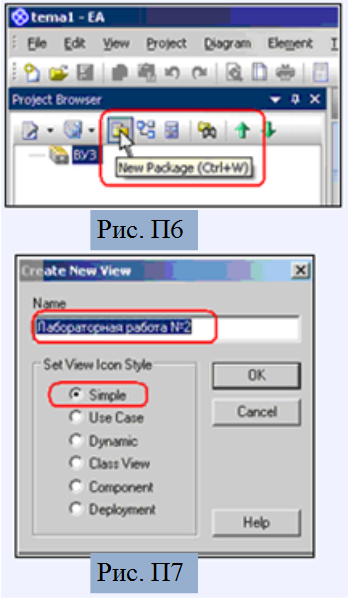 tema1 - EA
File Edit View Project Diagram Element
Project Browser
ВУЗ
New Package (Ctrl+W)
Рис. П6
Create New View
Name
Лабораторная работа №2
Set View Icon Style
Simple
Use Case
Dynamic
Class View
Component
Deployment
OK
Cancel
Help
Рис. П7